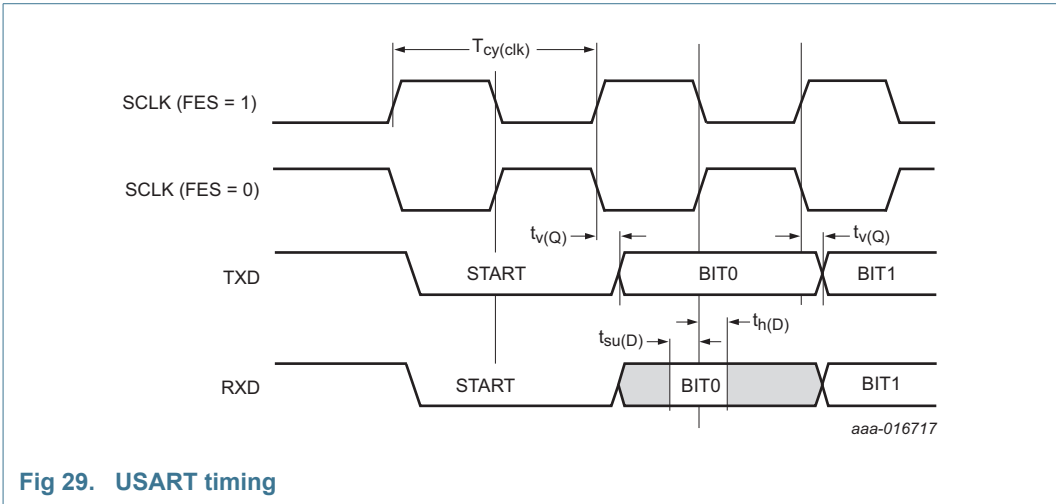 Tcy(clk)
SCLK (FES = 1)
SCLK (FES = 0)
tv(Q)
tv(Q)
TXD
START
BIT0
BIT1
tsu(D)
th(D)
RXD
START
BIT0
BIT1
aaa-016717
Fig 29. USART timing